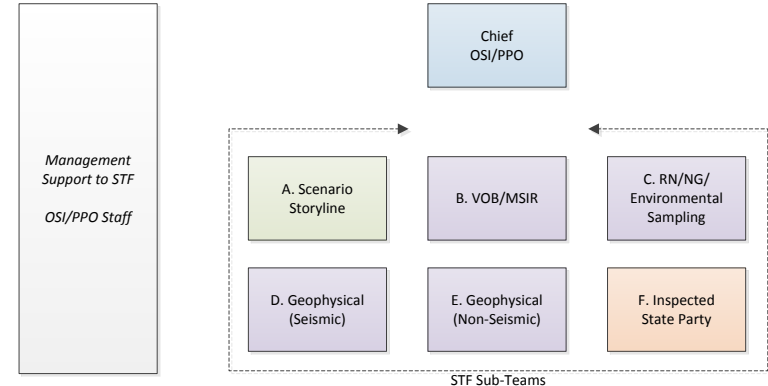 Management
Support to STF
OSI/PPO Staff
Chief
OSI/PPO
A. Scenario
Storyline
B. VOB/MSIR
C. RN/NG/
Environmental
Sampling
D. Geophysical
(Seismic)
E. Geophysical
(Non-Seismic)
F. Inspected
State Party
STF Sub-Teams